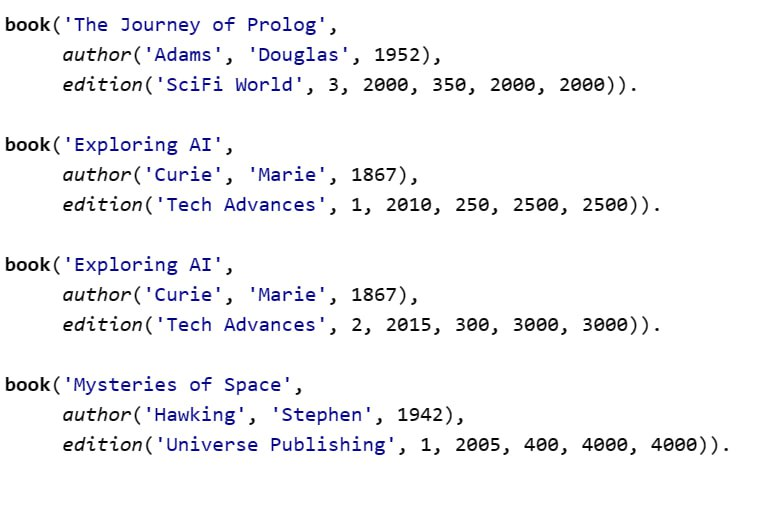 book('The Journey of Prolog',
author('Adams', 'Douglas', 1952),
edition('SciFi World', 3, 2000, 350, 2000, 2000)).
book('Exploring AI',
author('Curie', 'Marie', 1867),
edition('Tech Advances', 1, 2010, 250, 2500, 2500)).
book('Exploring AI',
author('Curie', 'Marie', 1867),
edition('Tech Advances', 2, 2015, 300, 3000, 3000)).
book('Mysteries of Space',
author('Hawking', 'Stephen', 1942),
edition('Universe Publishing', 1, 2005, 400, 4000, 4000)).